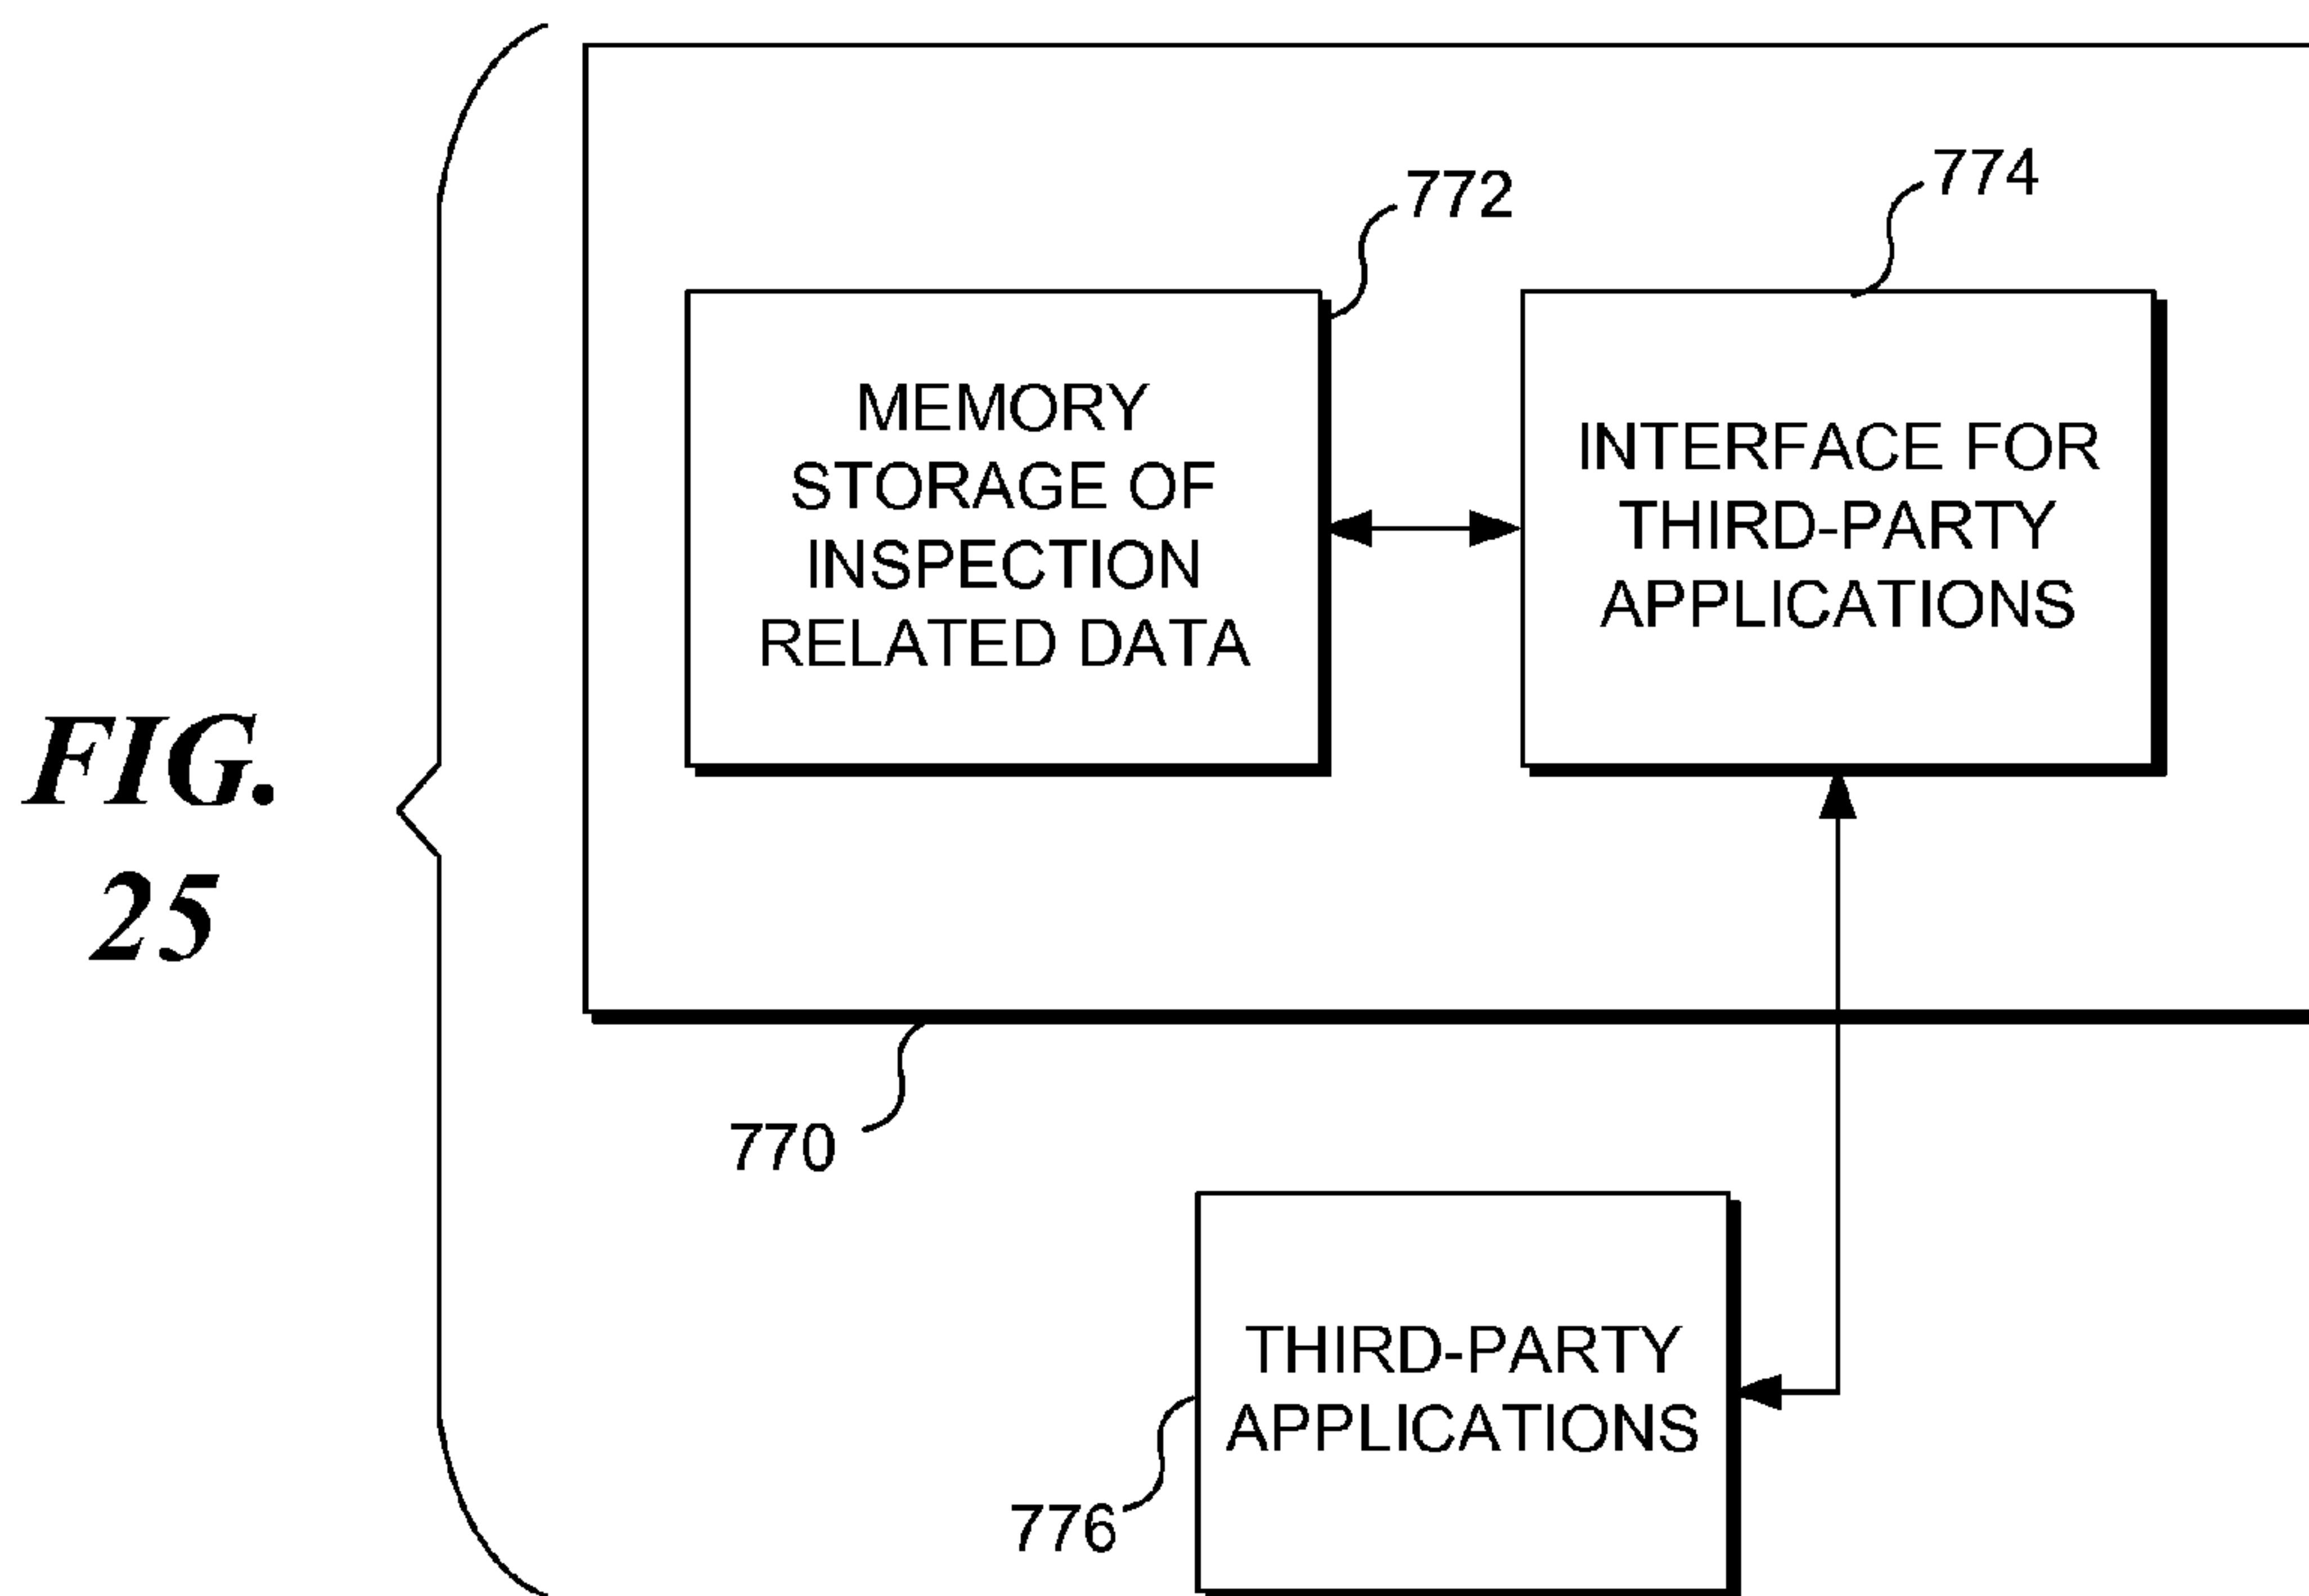 FIG.
25
772
774
MEMORY
STORAGE OF
INSPECTION
RELATED DATA
INTERFACE FOR
THIRD-PARTY
APPLICATIONS
770
THIRD-PARTY
APPLICATIONS
776